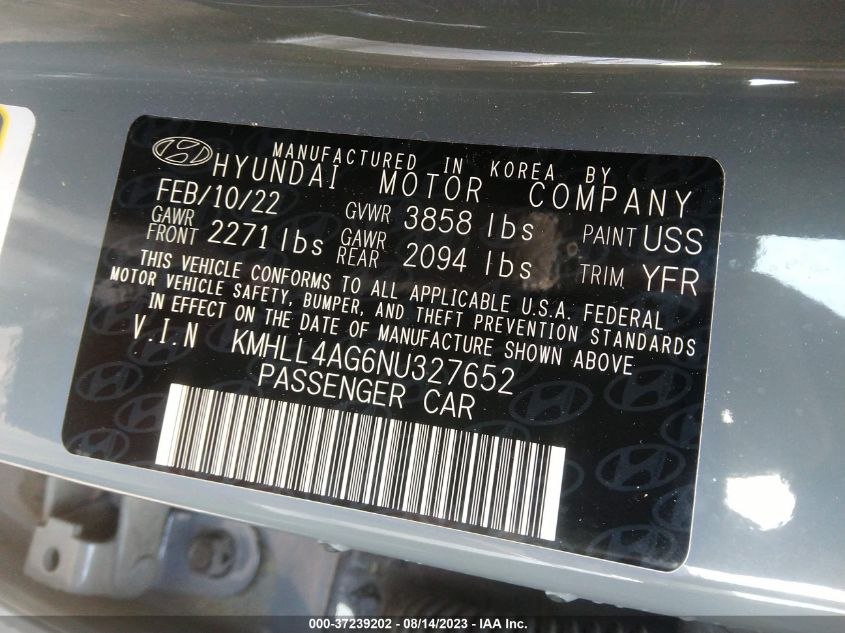 MANUFACTURED IN KOREA BY
HYUNDAI MOTOR COMPANY
FEB/10/22 GVWR 3858 lbs PAINT USS
GAWR FRONT 2271 lbs GAWR REAR 2094 lbs TRIM YFR
THIS VEHICLE CONFORMS TO ALL APPLICABLE U.S.A. FEDERAL
MOTOR VEHICLE SAFETY, BUMPER, AND THEFT PREVENTION STANDARDS
IN EFFECT ON THE DATE OF MANUFACTURE SHOWN ABOVE
V.I.N KMHLL4AG6NU327652
PASSENGER CAR
000-37239202 - 08/14/2023 - IAA Inc.